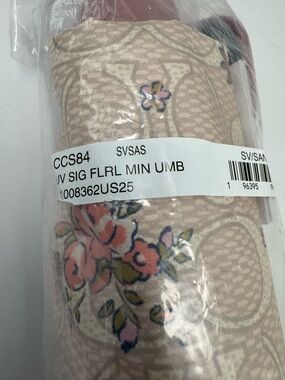 CCS84 SVSAS SV/SAN
UV SIG FLRL MIN UMB
1008362US25
1 96395